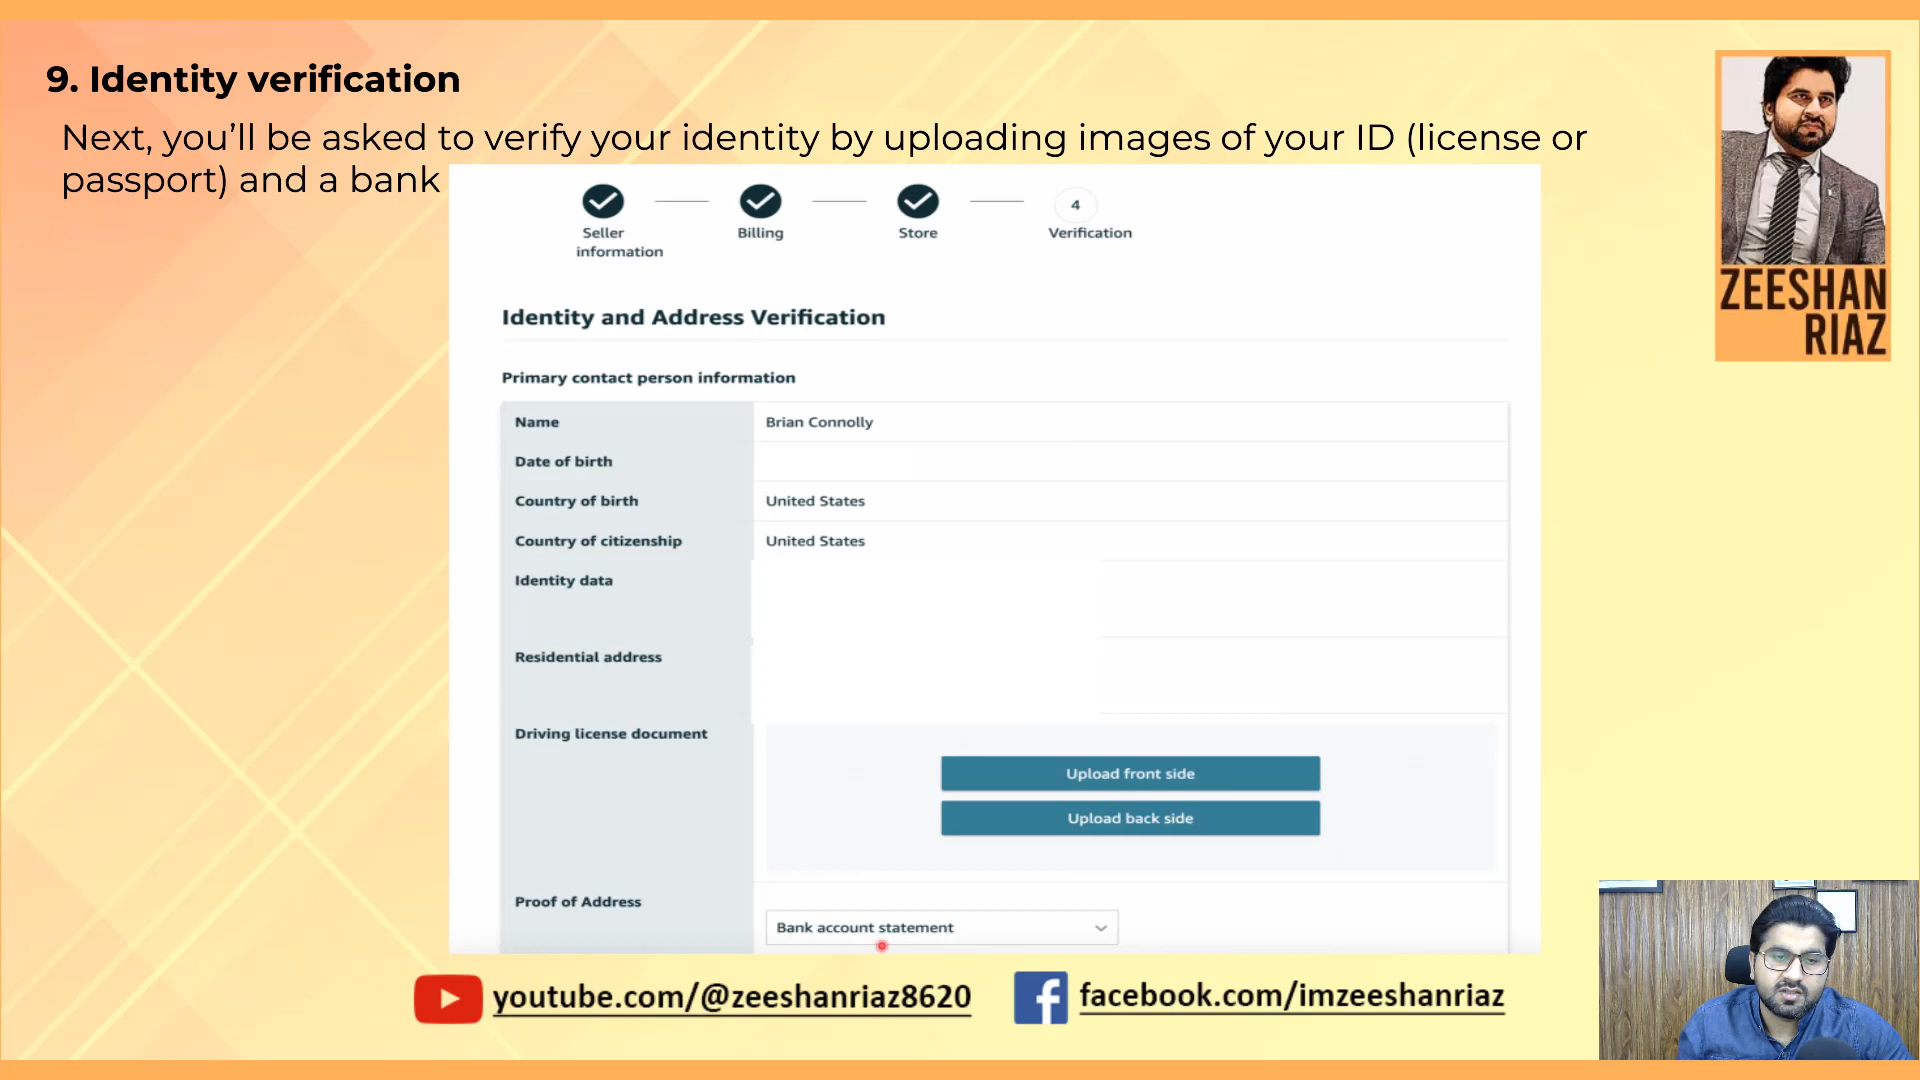 9. Identity verification
Next, you’ll be asked to verify your identity by uploading images of your ID (license or
passport) and a bank
ZEESHAN
RIAZ
Seller
information
Billing
Store
4
Verification
Identity and Address Verification
Primary contact person information
Name
Brian Connolly
Date of birth
Country of birth
United States
Country of citizenship
United States
Identity data
Residential address
Driving license document
Upload front side
Upload back side
Proof of Address
Bank account statement
youtube.com/@zeeshanriaz8620
facebook.com/imzeeshanriaz